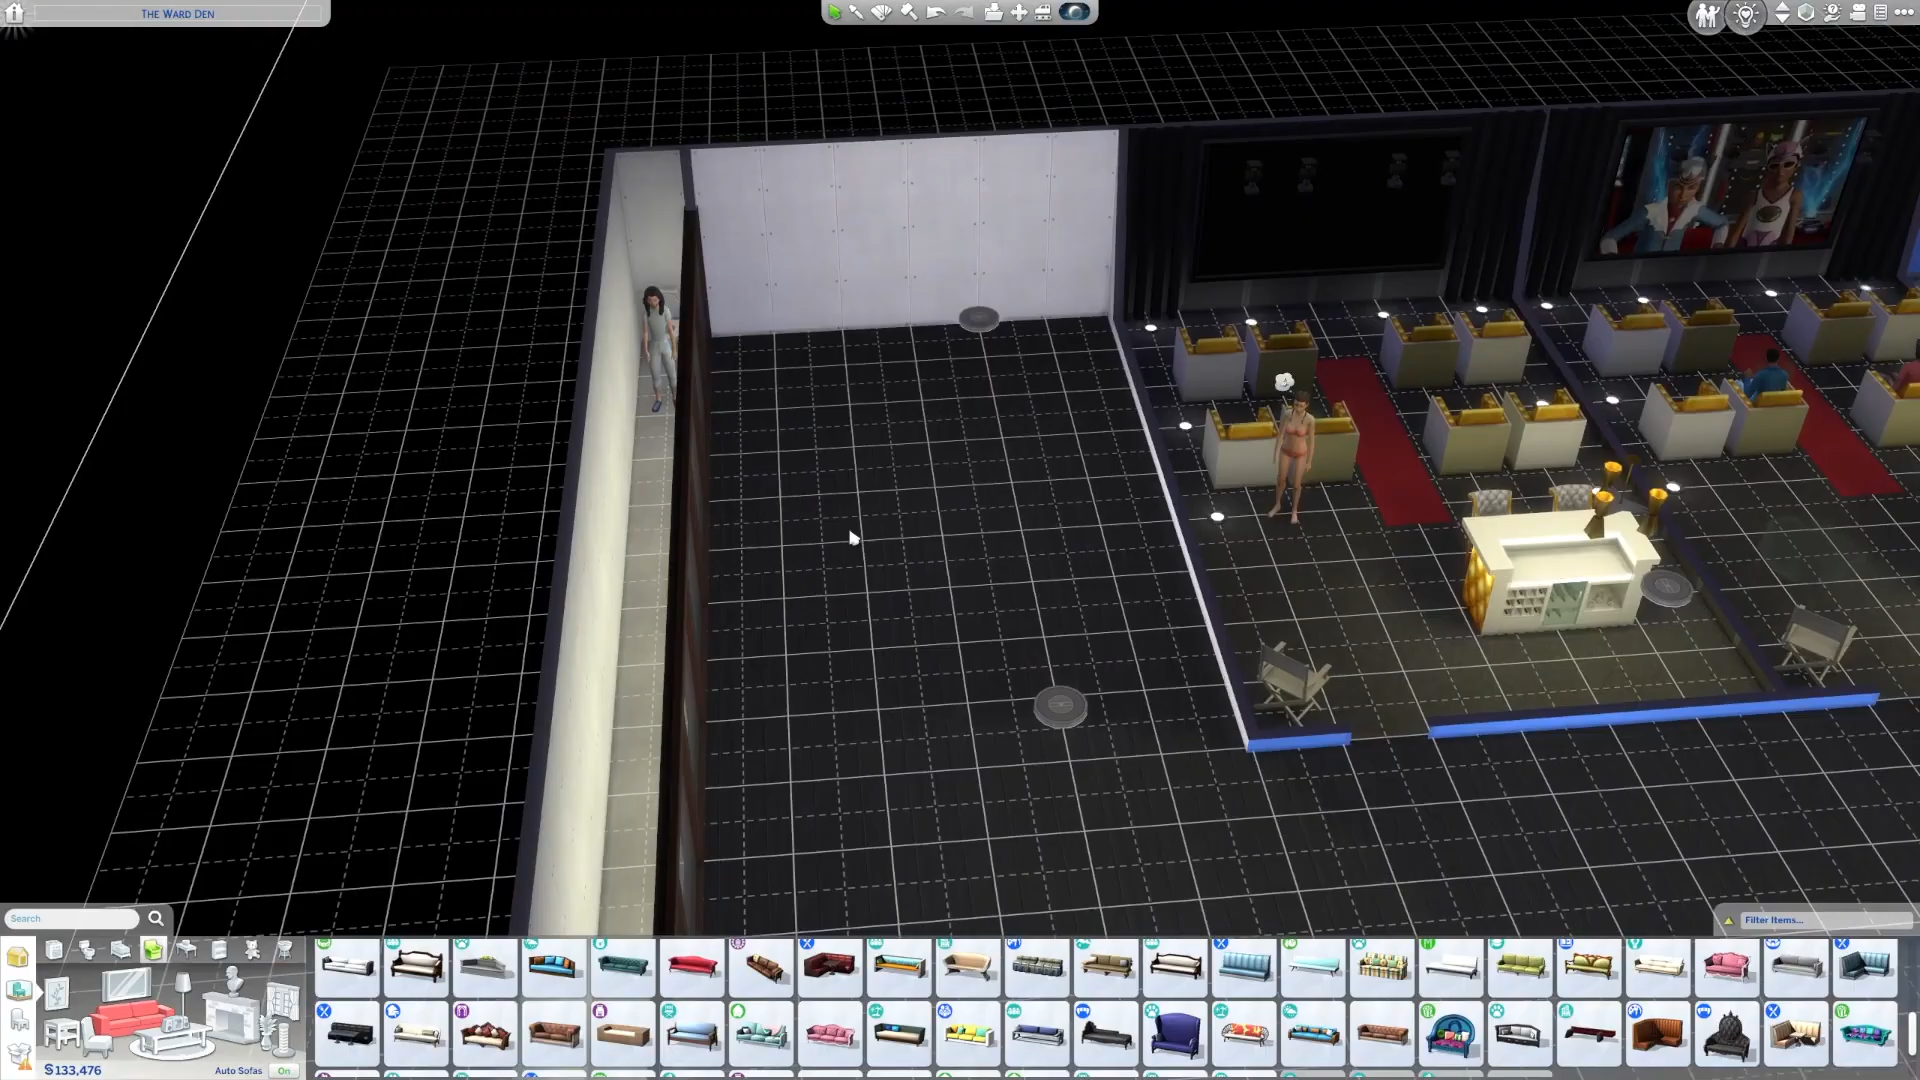 THE WARD DEN
Search
Filter Items...
§133,476
Auto Sofas
On